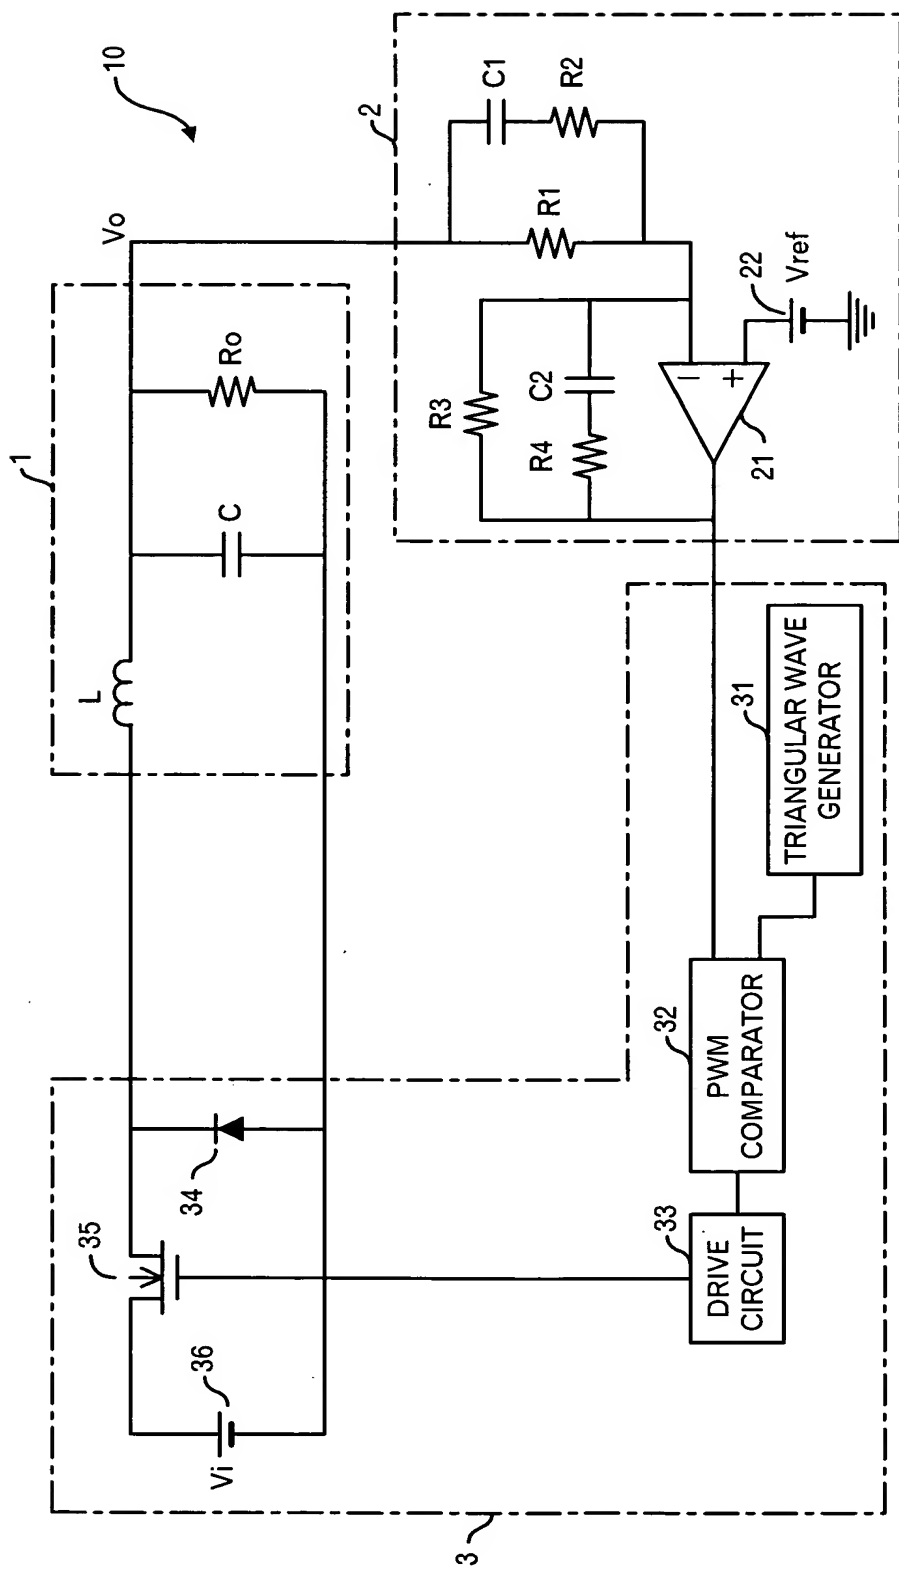 10
1
L
C
Ro
Vo
2
C1
R2
R1
R3
R4
C2
−
+
21
22
Vref
3
35
34
36
Vi
33
DRIVE
CIRCUIT
32
PWM
COMPARATOR
31
TRIANGULAR WAVE
GENERATOR